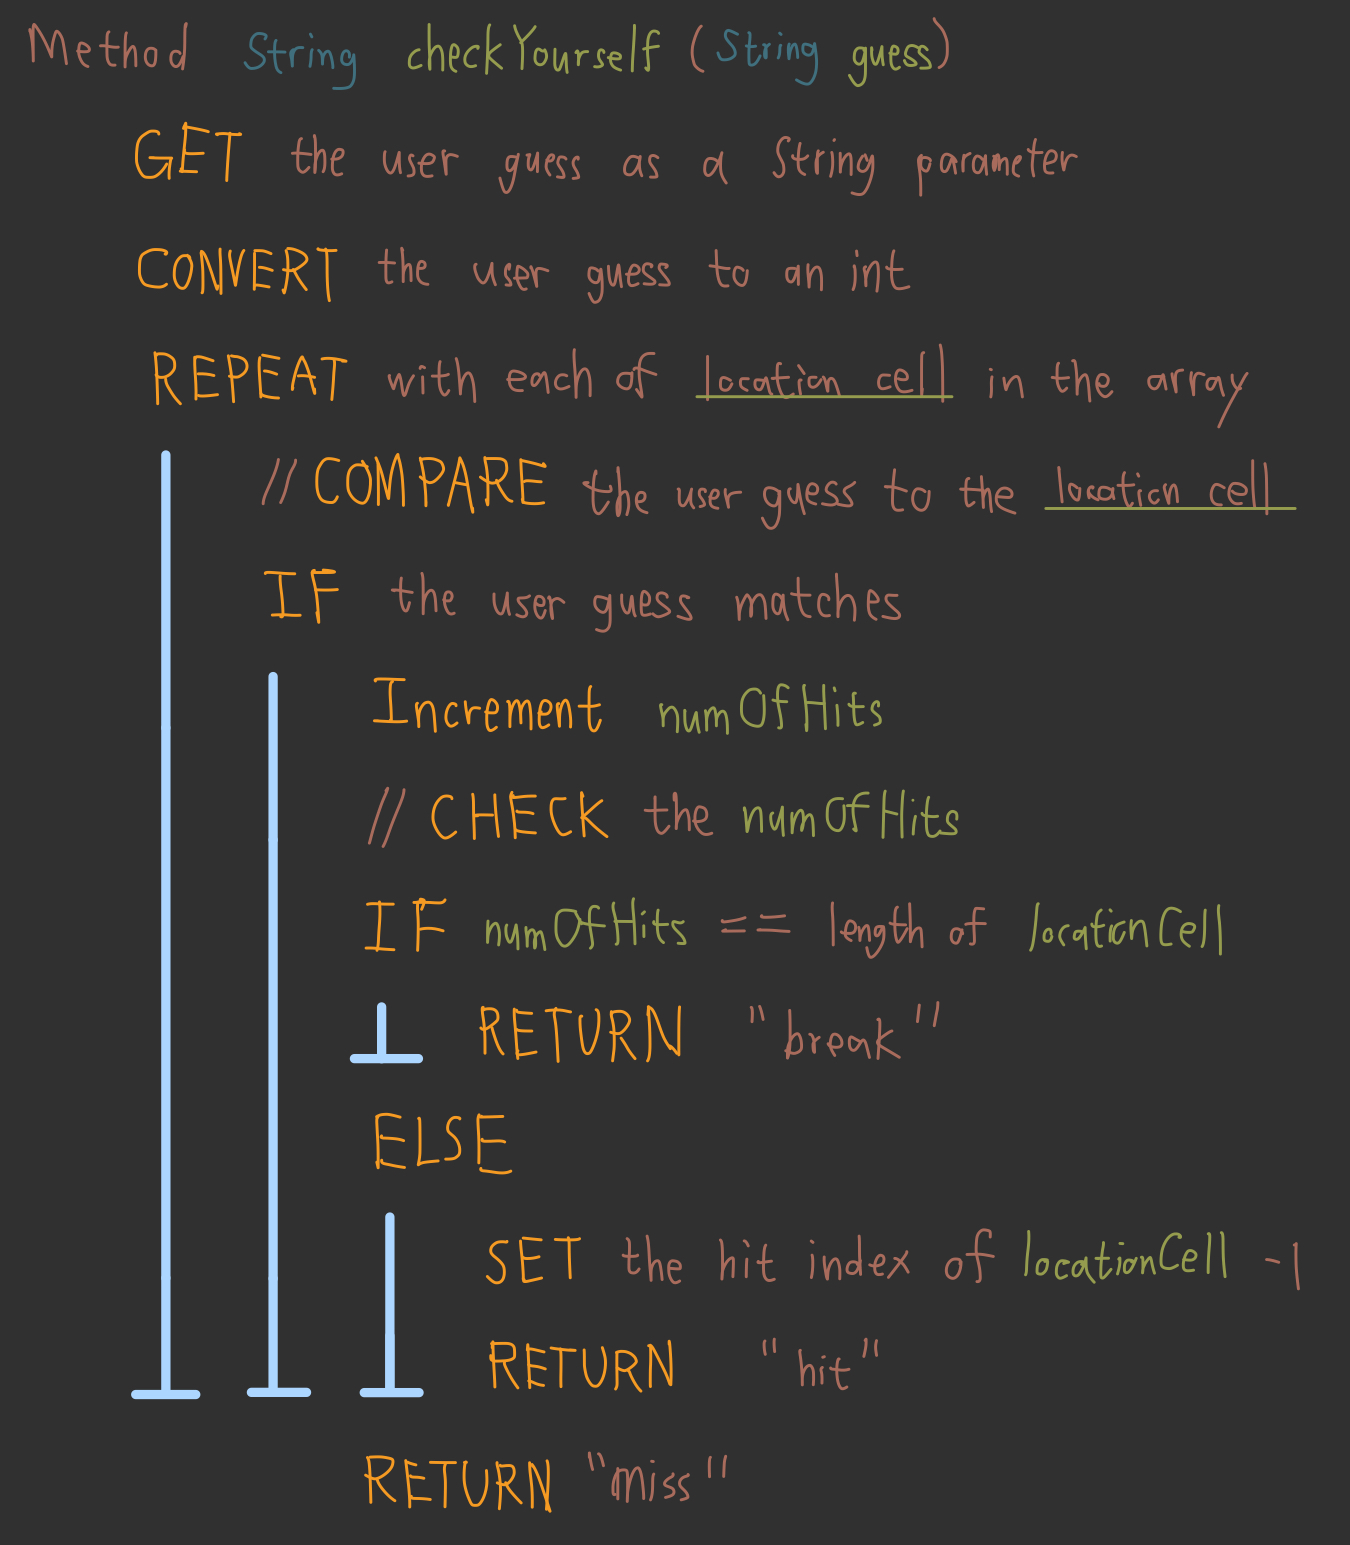 Method String checkYourself (String guess)
GET the user guess as a String parameter
CONVERT the user guess to an int
REPEAT with each of location cell in the array
// COMPARE the user guess to the location cell
IF the user guess matches
Increment numOfHits
// CHECK the numOfHits
IF numOfHits == length of locationCell
RETURN "break"
ELSE
SET the hit index of locationCell -1
RETURN "hit"
RETURN "miss"